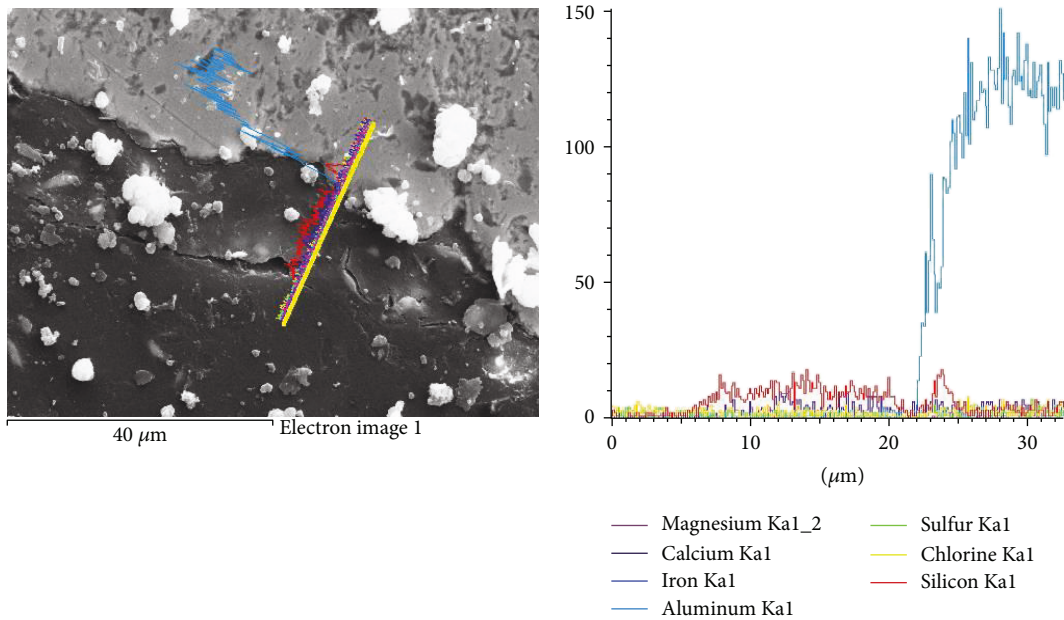 150
100
50
0
0 10 20 30
(μm)
40 μm
Electron image 1
Magnesium Ka1_2
Calcium Ka1
Iron Ka1
Aluminum Ka1
Sulfur Ka1
Chlorine Ka1
Silicon Ka1